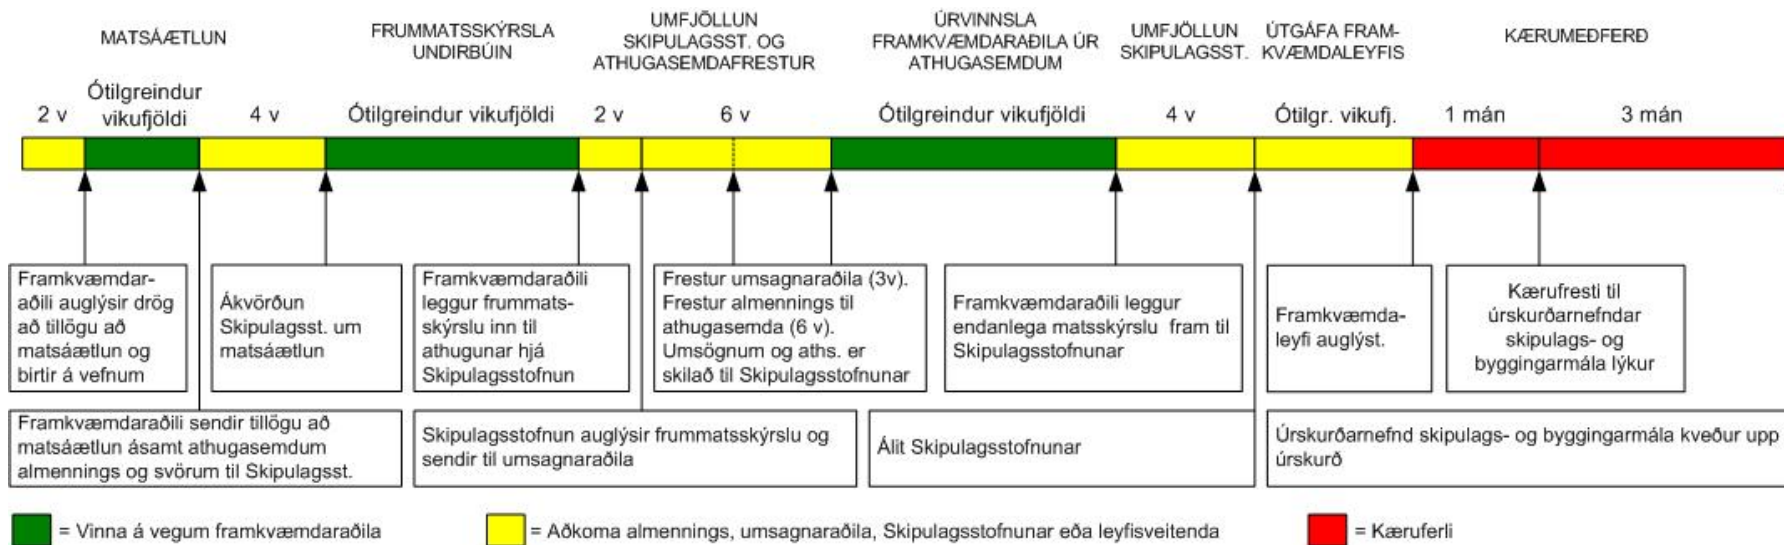 MATSÁÆTLUN
FRUMMATSSKÝRSLA
UNDIRBÚIN
UMFJÖLLUN
SKIPULAGSST. OG
ATHUGASEMDAFRESTUR
ÚRVINNSLA
FRAMKVÆMDARAÐILA ÚR
ATHUGASEMDUM
UMFJÖLLUN
SKIPULAGSST.
ÚTGÁFA FRAM-
KVÆMDALEYFIS
KÆRUMEÐFERÐ
2 v
Ótilgreindur
vikufjöldi
4 v
Ótilgreindur vikufjöldi
2 v
6 v
Ótilgreindur vikufjöldi
4 v
Ótilgr. vikufj.
1 mán
3 mán
Framkvæmdar-
aðili auglýsir drög
að tillögu að
matsáætlun og
birtir á vefnum
Ákvörðun
Skipulagsst. um
matsáætlun
Framkvæmdaraðili
leggur frummats-
skýrslu inn til
athugunar hjá
Skipulagsstofnun
Frestur umsagnaraðila (3v).
Frestur almennings til
athugasemda (6 v).
Umsögnum og aths. er
skilað til Skipulagsstofnunar
Framkvæmdaraðili leggur
endanlega matsskýrslu fram til
Skipulagsstofnunar
Framkvæmda-
leyfi auglýst.
Kærufresti til
úrskurðarnefndar
skipulags- og
byggingarmála lýkur
Framkvæmdaraðili sendir tillögu að
matsáætlun ásamt athugasemdum
almennings og svörum til Skipulagsst.
Skipulagsstofnun auglýsir frummatsskýrslu og
sendir til umsagnaraðila
Álit Skipulagsstofnunar
Úrskurðarnefnd skipulags- og byggingarmála kveður upp
úrskurð
= Vinna á vegum framkvæmdaraðila
= Aðkoma almennings, umsagnaraðila, Skipulagsstofnunar eða leyfisveitenda
= Kæruferli